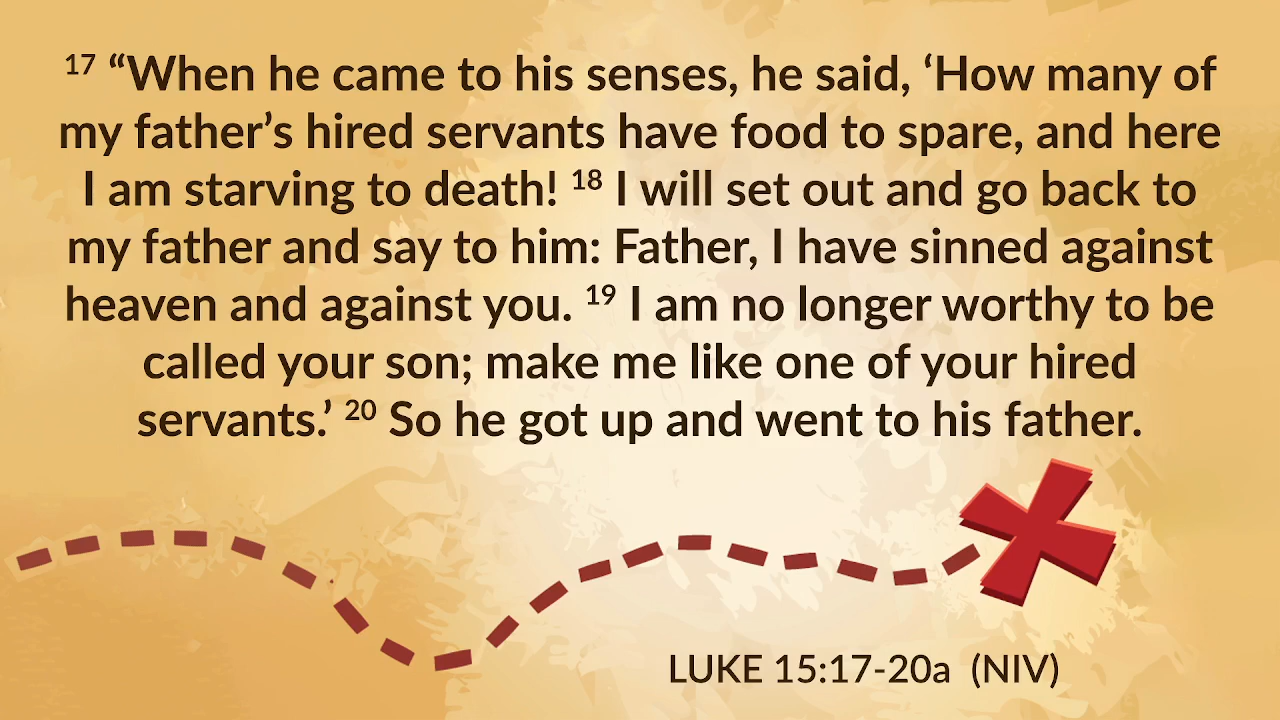 17 “When he came to his senses, he said, ‘How many of
my father’s hired servants have food to spare, and here
I am starving to death! 18 I will set out and go back to
my father and say to him: Father, I have sinned against
heaven and against you. 19 I am no longer worthy to be
called your son; make me like one of your hired
servants.’ 20 So he got up and went to his father.
LUKE 15:17-20a (NIV)